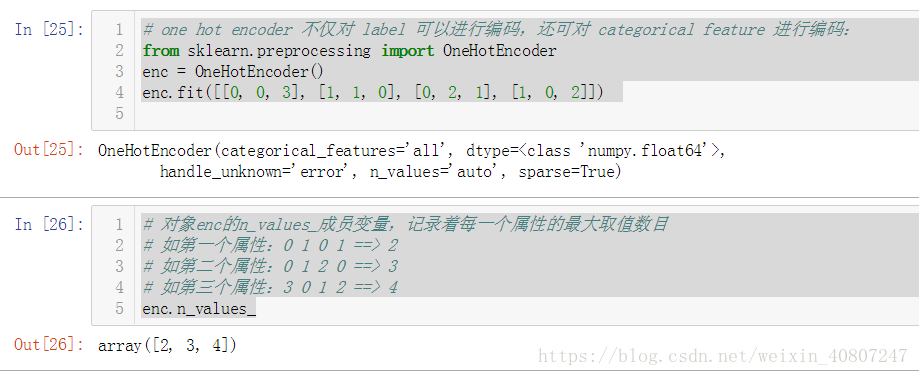 In [25]:
1 # one hot encoder 不仅对 label 可以进行编码，还可对 categorical feature 进行编码：
2 from sklearn.preprocessing import OneHotEncoder
3 enc = OneHotEncoder()
4 enc.fit([[0, 0, 3], [1, 1, 0], [0, 2, 1], [1, 0, 2]])
5
Out[25]: OneHotEncoder(categorical_features='all', dtype=<class 'numpy.float64'>,
handle_unknown='error', n_values='auto', sparse=True)
In [26]:
1 # 对象enc的n_values_成员变量，记录着每一个属性的最大取值数目
2 # 如第一个属性：0 1 0 1 ==> 2
3 # 如第二个属性：0 1 2 0 ==> 3
4 # 如第三个属性：3 0 1 2 ==> 4
5 enc.n_values_
Out[26]: array([2, 3, 4])
https://blog.csdn.net/weixin_40807247